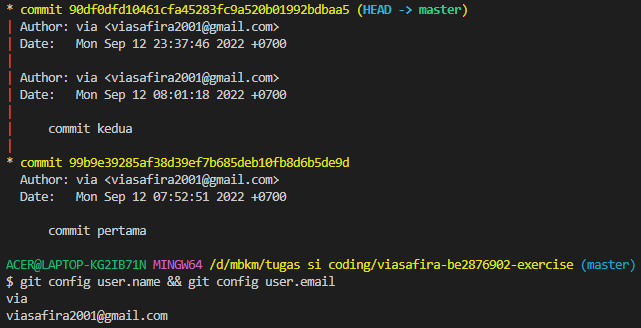 * commit 90df0dfd10461cfa45283fc9a520b01992bdbaa5 (HEAD -> master)
| Author: via <viasafira2001@gmail.com>
| Date:   Mon Sep 12 23:37:46 2022 +0700
|
| Author: via <viasafira2001@gmail.com>
| Date:   Mon Sep 12 08:01:18 2022 +0700
|
|     commit kedua
|
* commit 99b9e39285af38d39ef7b685deb10fb8d6b5de9d
  Author: via <viasafira2001@gmail.com>
  Date:   Mon Sep 12 07:52:51 2022 +0700

      commit pertama

ACER@LAPTOP-KG2IB71N MINGW64 /d/mbkm/tugas si coding/viasafira-be2876902-exercise (master)
$ git config user.name && git config user.email
via
viasafira2001@gmail.com